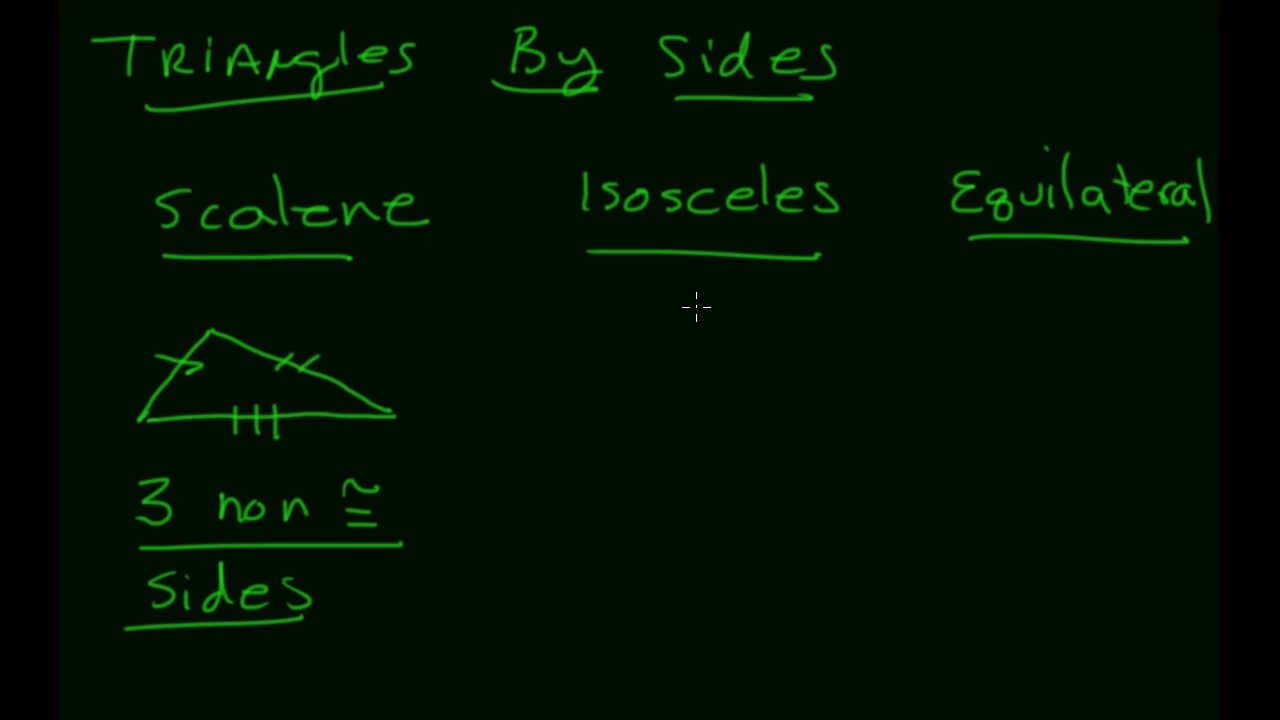 Triangles By Sides
Scalene Isosceles Equilateral
3 non ≅
Sides